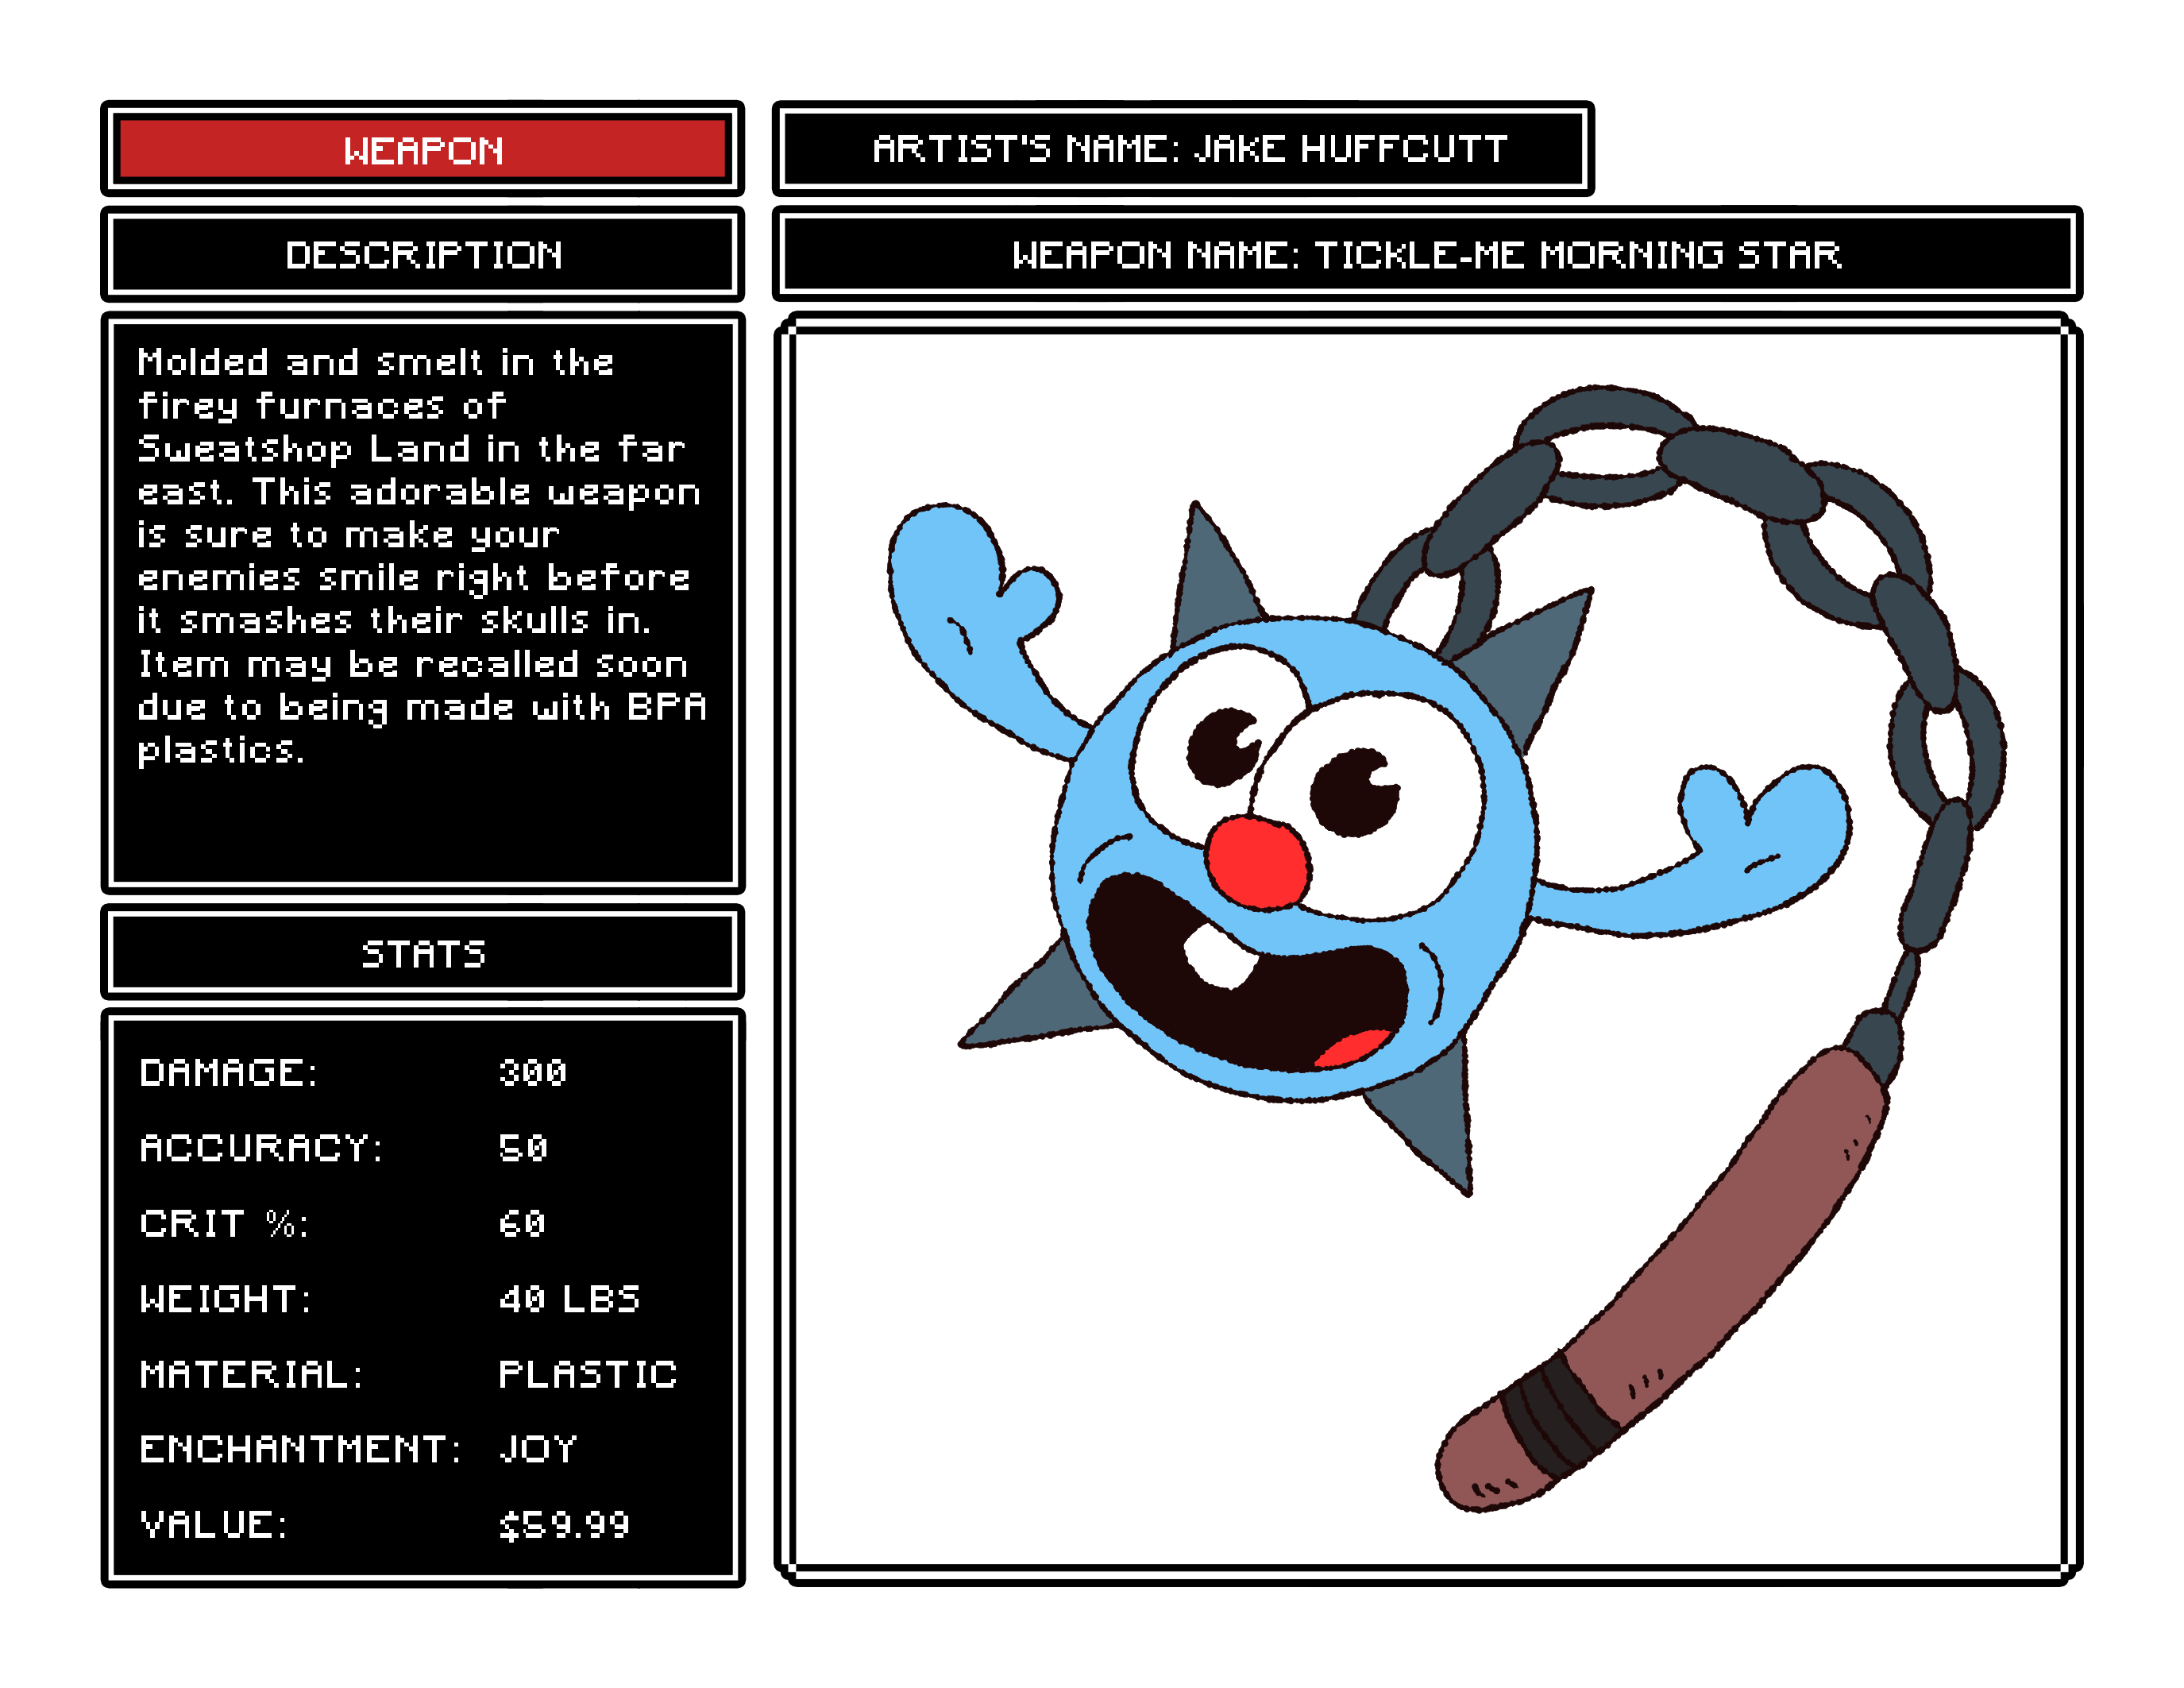 WEAPON
ARTIST'S NAME: JAKE HUFFCUTT
DESCRIPTION
WEAPON NAME: TICKLE-ME MORNING STAR
Molded and smelt in the
firey furnaces of
Sweatshop Land in the far
east. This adorable weapon
is sure to make your
enemies smile right before
it smashes their skulls in.
Item may be recalled soon
due to being made with BPA
plastics.
STATS
DAMAGE: 300
ACCURACY: 50
CRIT %: 60
WEIGHT: 40 LBS
MATERIAL: PLASTIC
ENCHANTMENT: JOY
VALUE: $59.99